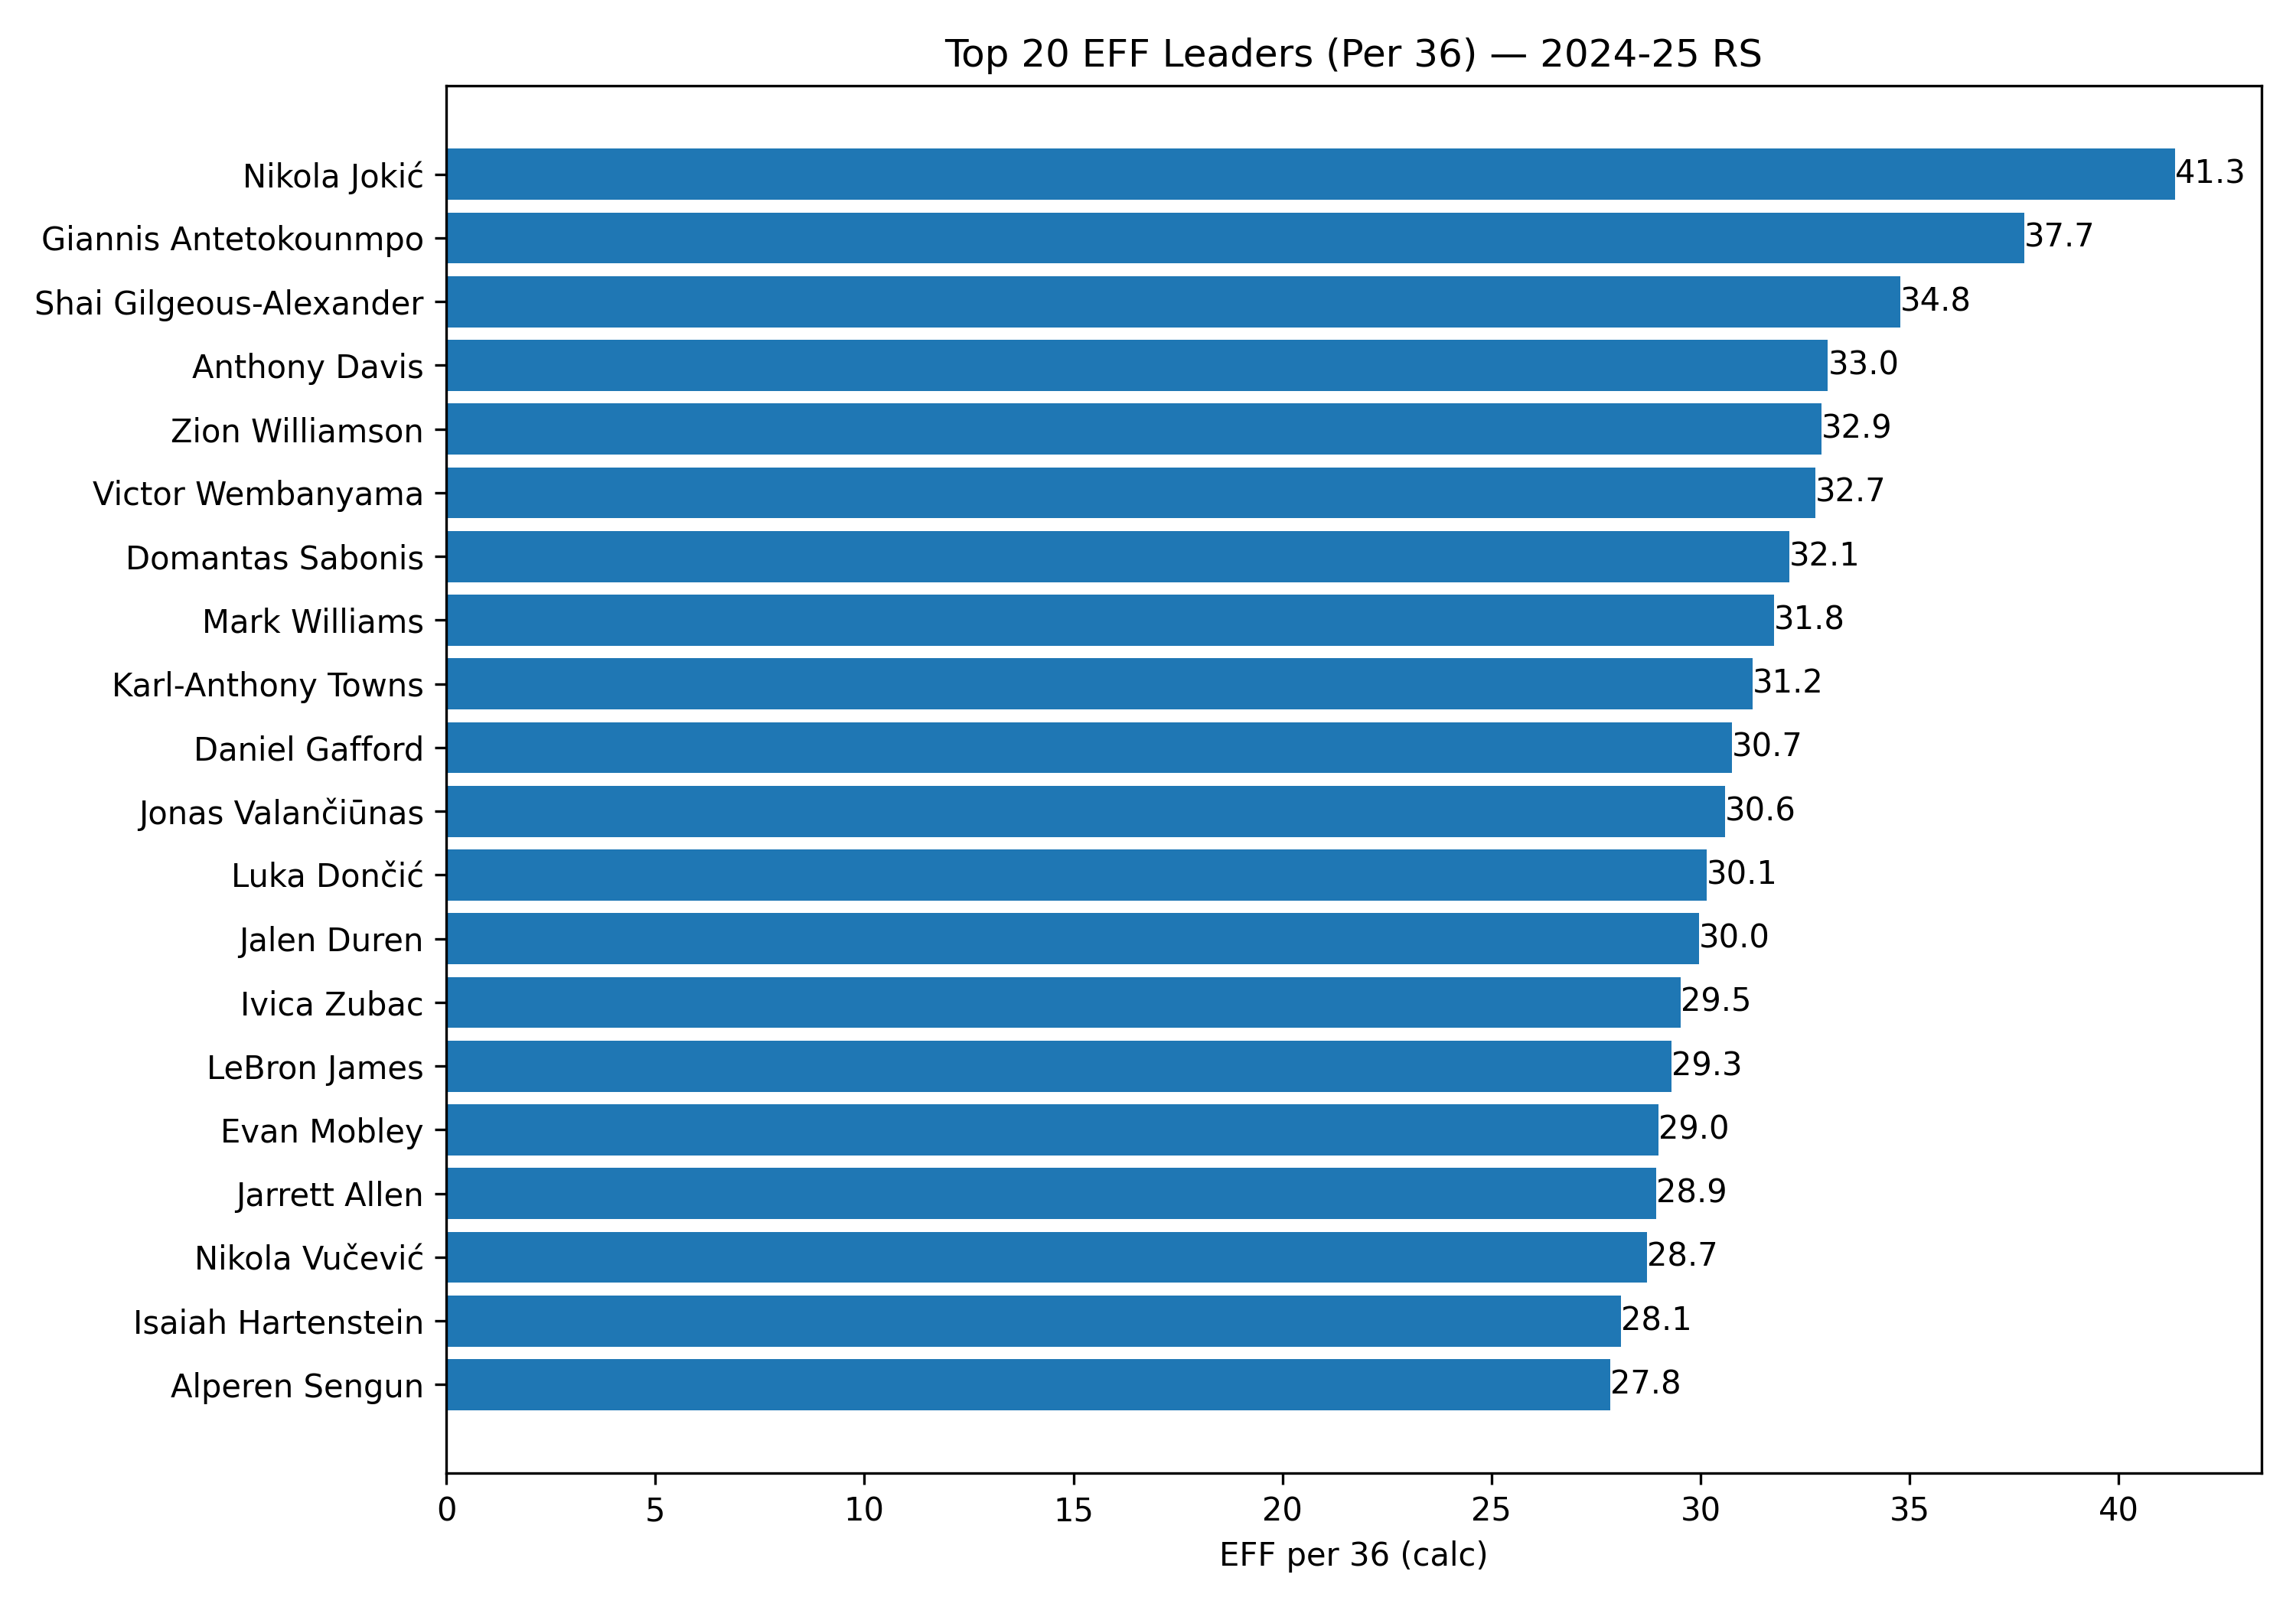 Top 20 EFF Leaders (Per 36) — 2024-25 RS
Nikola Jokić 41.3
Giannis Antetokounmpo 37.7
Shai Gilgeous-Alexander 34.8
Anthony Davis 33.0
Zion Williamson 32.9
Victor Wembanyama 32.7
Domantas Sabonis 32.1
Mark Williams 31.8
Karl-Anthony Towns 31.2
Daniel Gafford 30.7
Jonas Valančiūnas 30.6
Luka Dončić 30.1
Jalen Duren 30.0
Ivica Zubac 29.5
LeBron James 29.3
Evan Mobley 29.0
Jarrett Allen 28.9
Nikola Vučević 28.7
Isaiah Hartenstein 28.1
Alperen Sengun 27.8
0 5 10 15 20 25 30 35 40
EFF per 36 (calc)